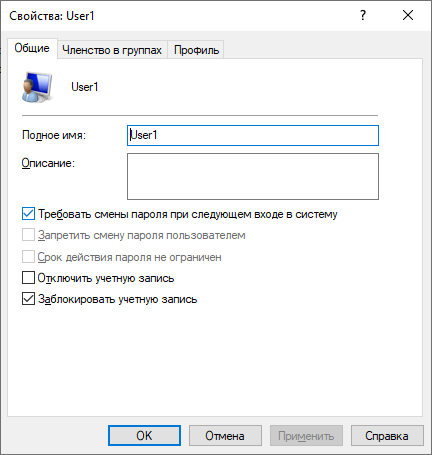 Свойства: User1
?
Общие
Членство в группах
Профиль
User1
Полное имя:
User1
Описание:
Требовать смены пароля при следующем входе в систему
Запретить смену пароля пользователем
Срок действия пароля не ограничен
Отключить учетную запись
Заблокировать учетную запись
OK
Отмена
Применить
Справка